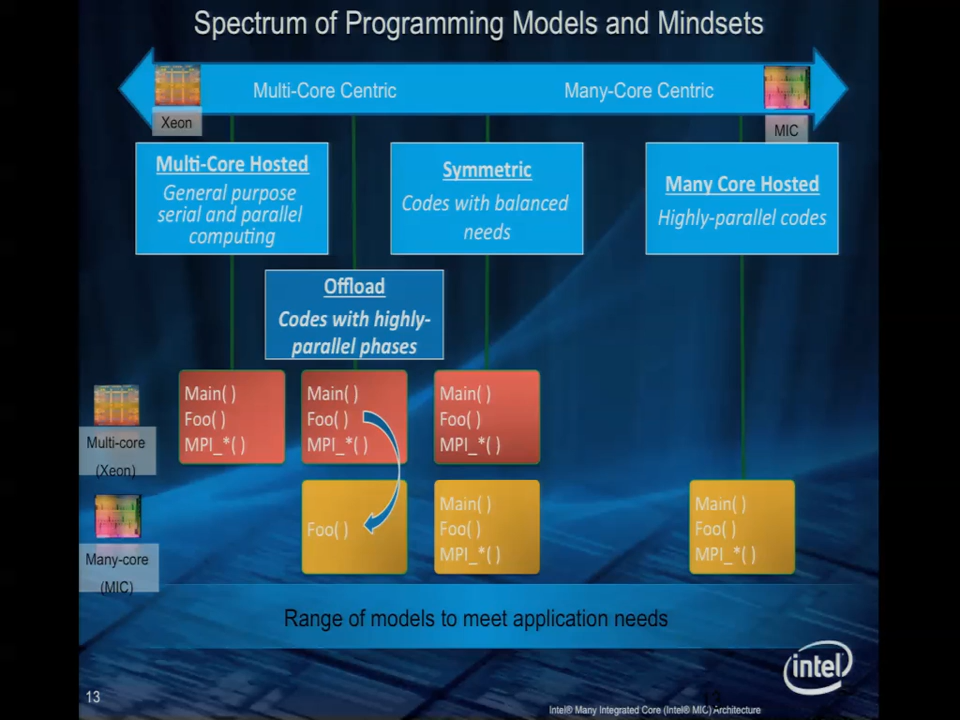 Spectrum of Programming Models and Mindsets
Multi-Core Centric
Many-Core Centric
Xeon
MIC
Multi-Core Hosted
General purpose
serial and parallel
computing
Symmetric
Codes with balanced
needs
Many Core Hosted
Highly-parallel codes
Offload
Codes with highly-
parallel phases
Multi-core
(Xeon)
Main( )
Foo( )
MPI_*( )
Main( )
Foo( )
MPI_*( )
Main( )
Foo( )
MPI_*( )
Many-core
(MIC)
Foo( )
Main( )
Foo( )
MPI_*( )
Main( )
Foo( )
MPI_*( )
Range of models to meet application needs
intel
13
12
Intel® Many Integrated Core (Intel® MIC) Architecture